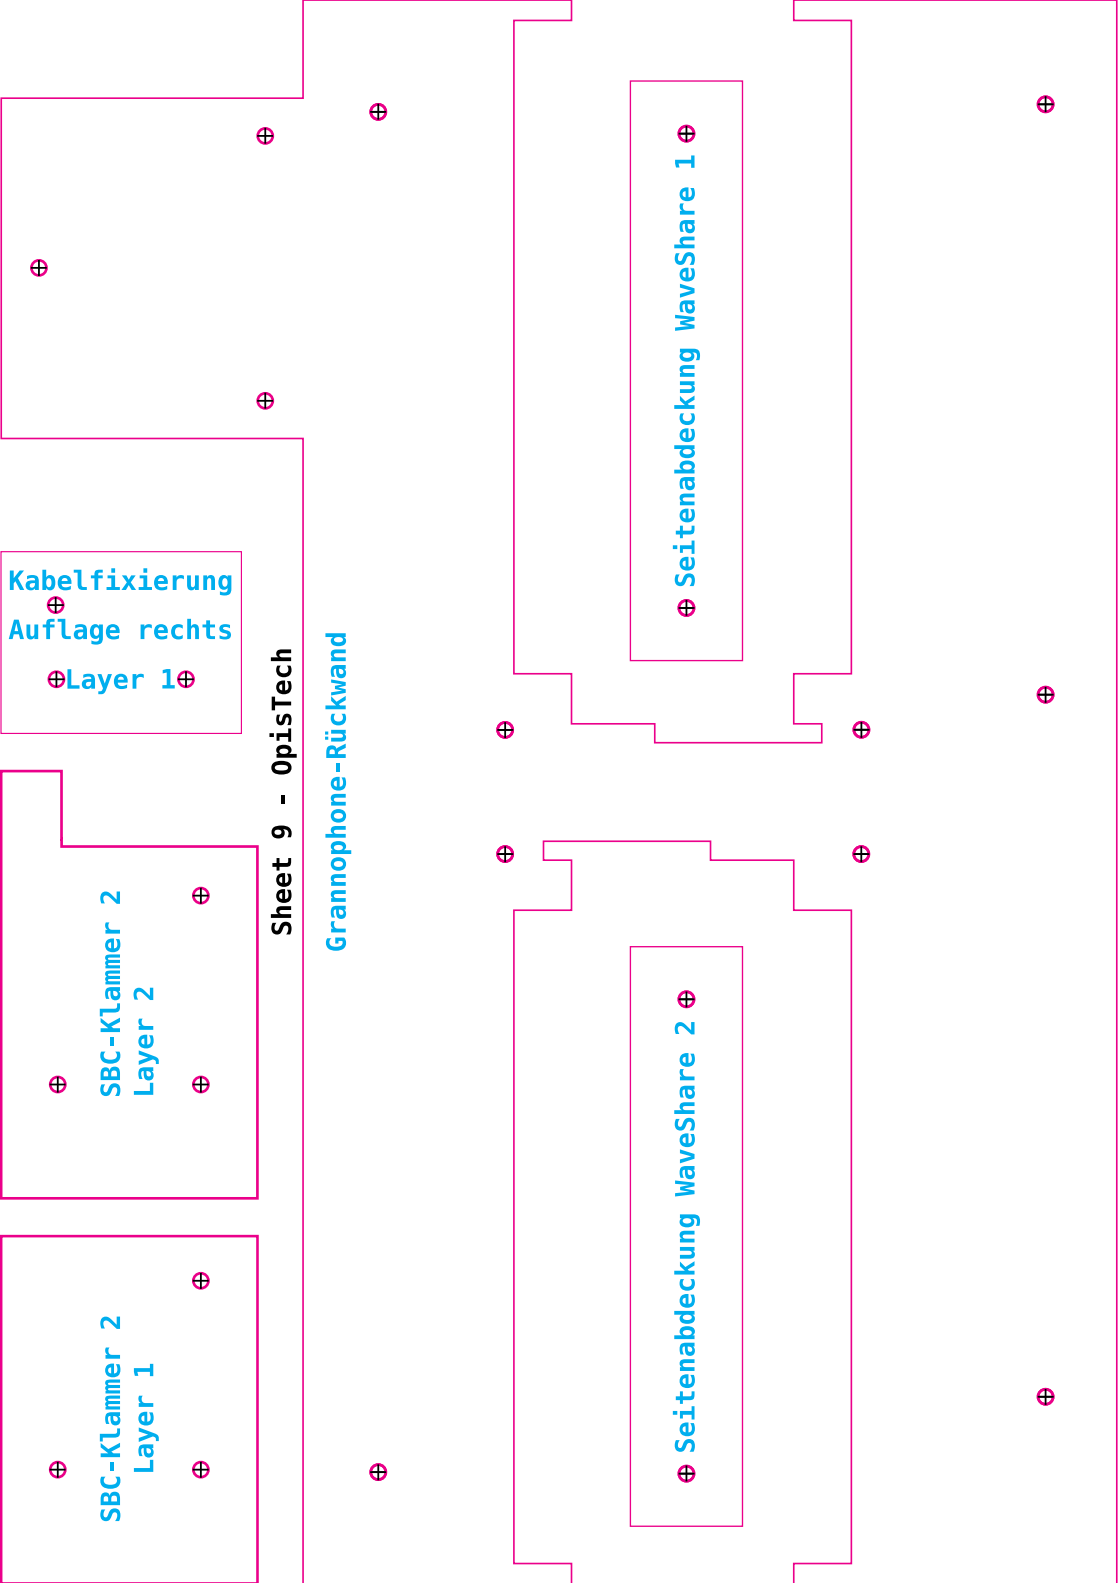 Seitenabdeckung WaveShare 1
Kabelfixierung
Auflage rechts
Layer 1
Sheet 9 - OpisTech
Grannophone-Rückwand
SBC-Klammer 2
Layer 2
Seitenabdeckung WaveShare 2
SBC-Klammer 2
Layer 1